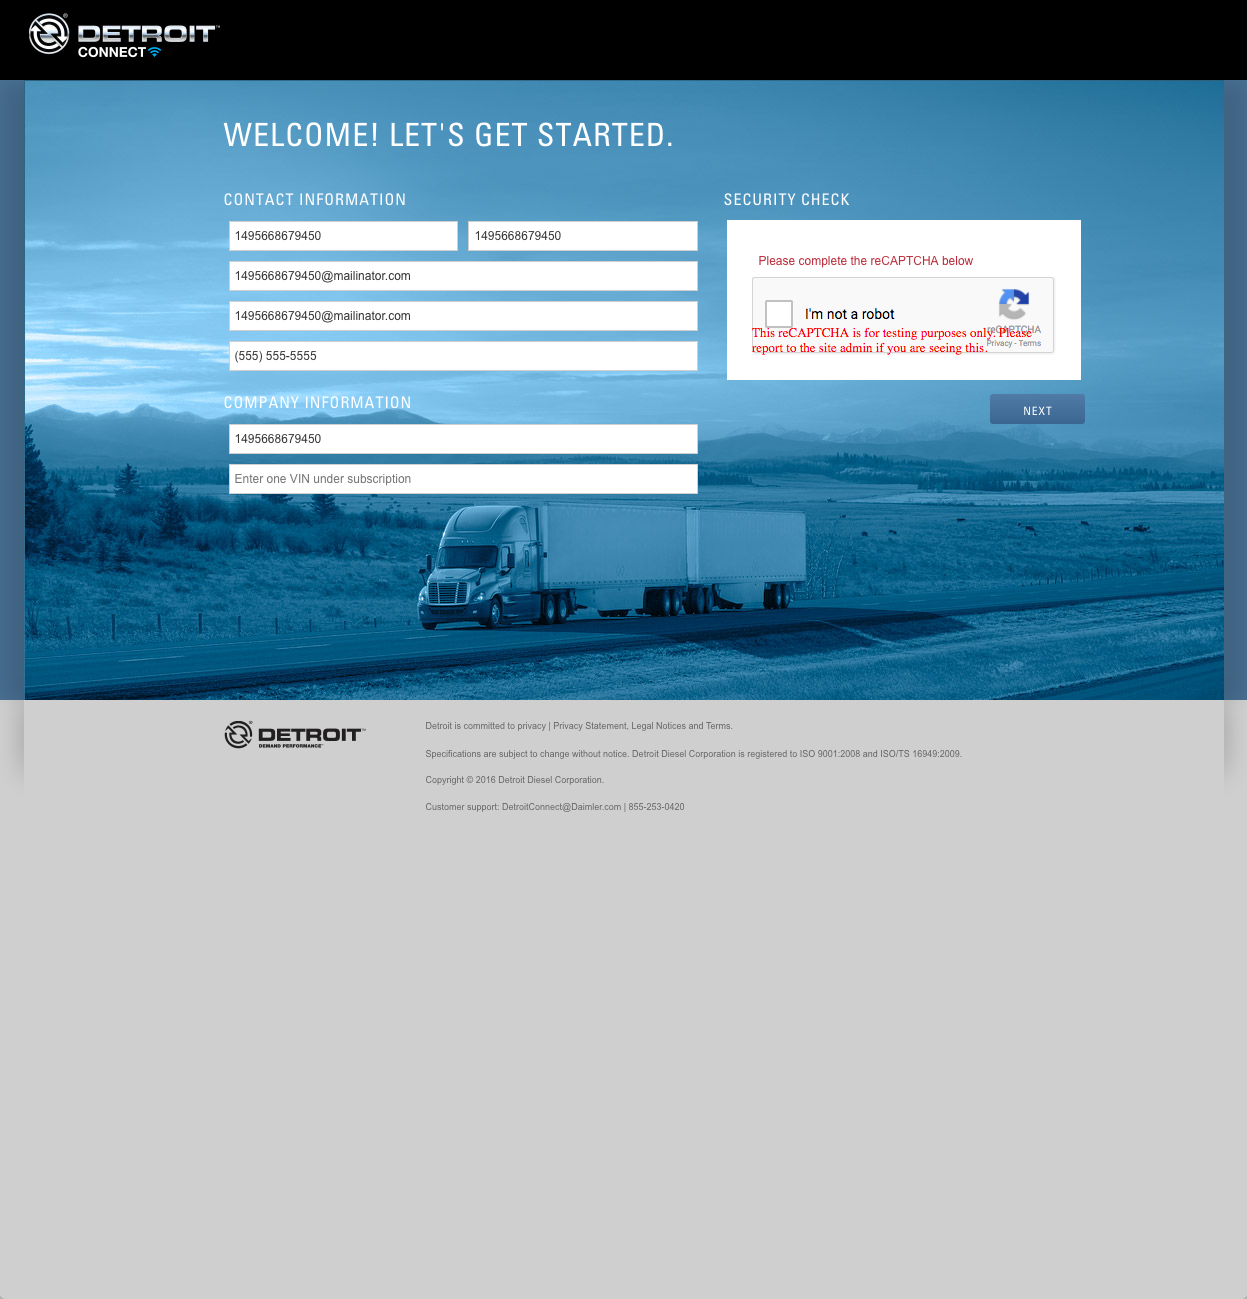 DETROIT™
CONNECT
WELCOME! LET'S GET STARTED.
CONTACT INFORMATION
1495668679450 1495668679450
1495668679450@mailinator.com
1495668679450@mailinator.com
(555) 555-5555
COMPANY INFORMATION
1495668679450
Enter one VIN under subscription
SECURITY CHECK
Please complete the reCAPTCHA below
I'm not a robot
reCAPTCHA
Privacy - Terms
This reCAPTCHA is for testing purposes only. Please
report to the site admin if you are seeing this.
NEXT
DETROIT™
DEMAND PERFORMANCE™
Detroit is committed to privacy | Privacy Statement, Legal Notices and Terms.
Specifications are subject to change without notice. Detroit Diesel Corporation is registered to ISO 9001:2008 and ISO/TS 16949:2009.
Copyright © 2016 Detroit Diesel Corporation.
Customer support: DetroitConnect@Daimler.com | 855-253-0420